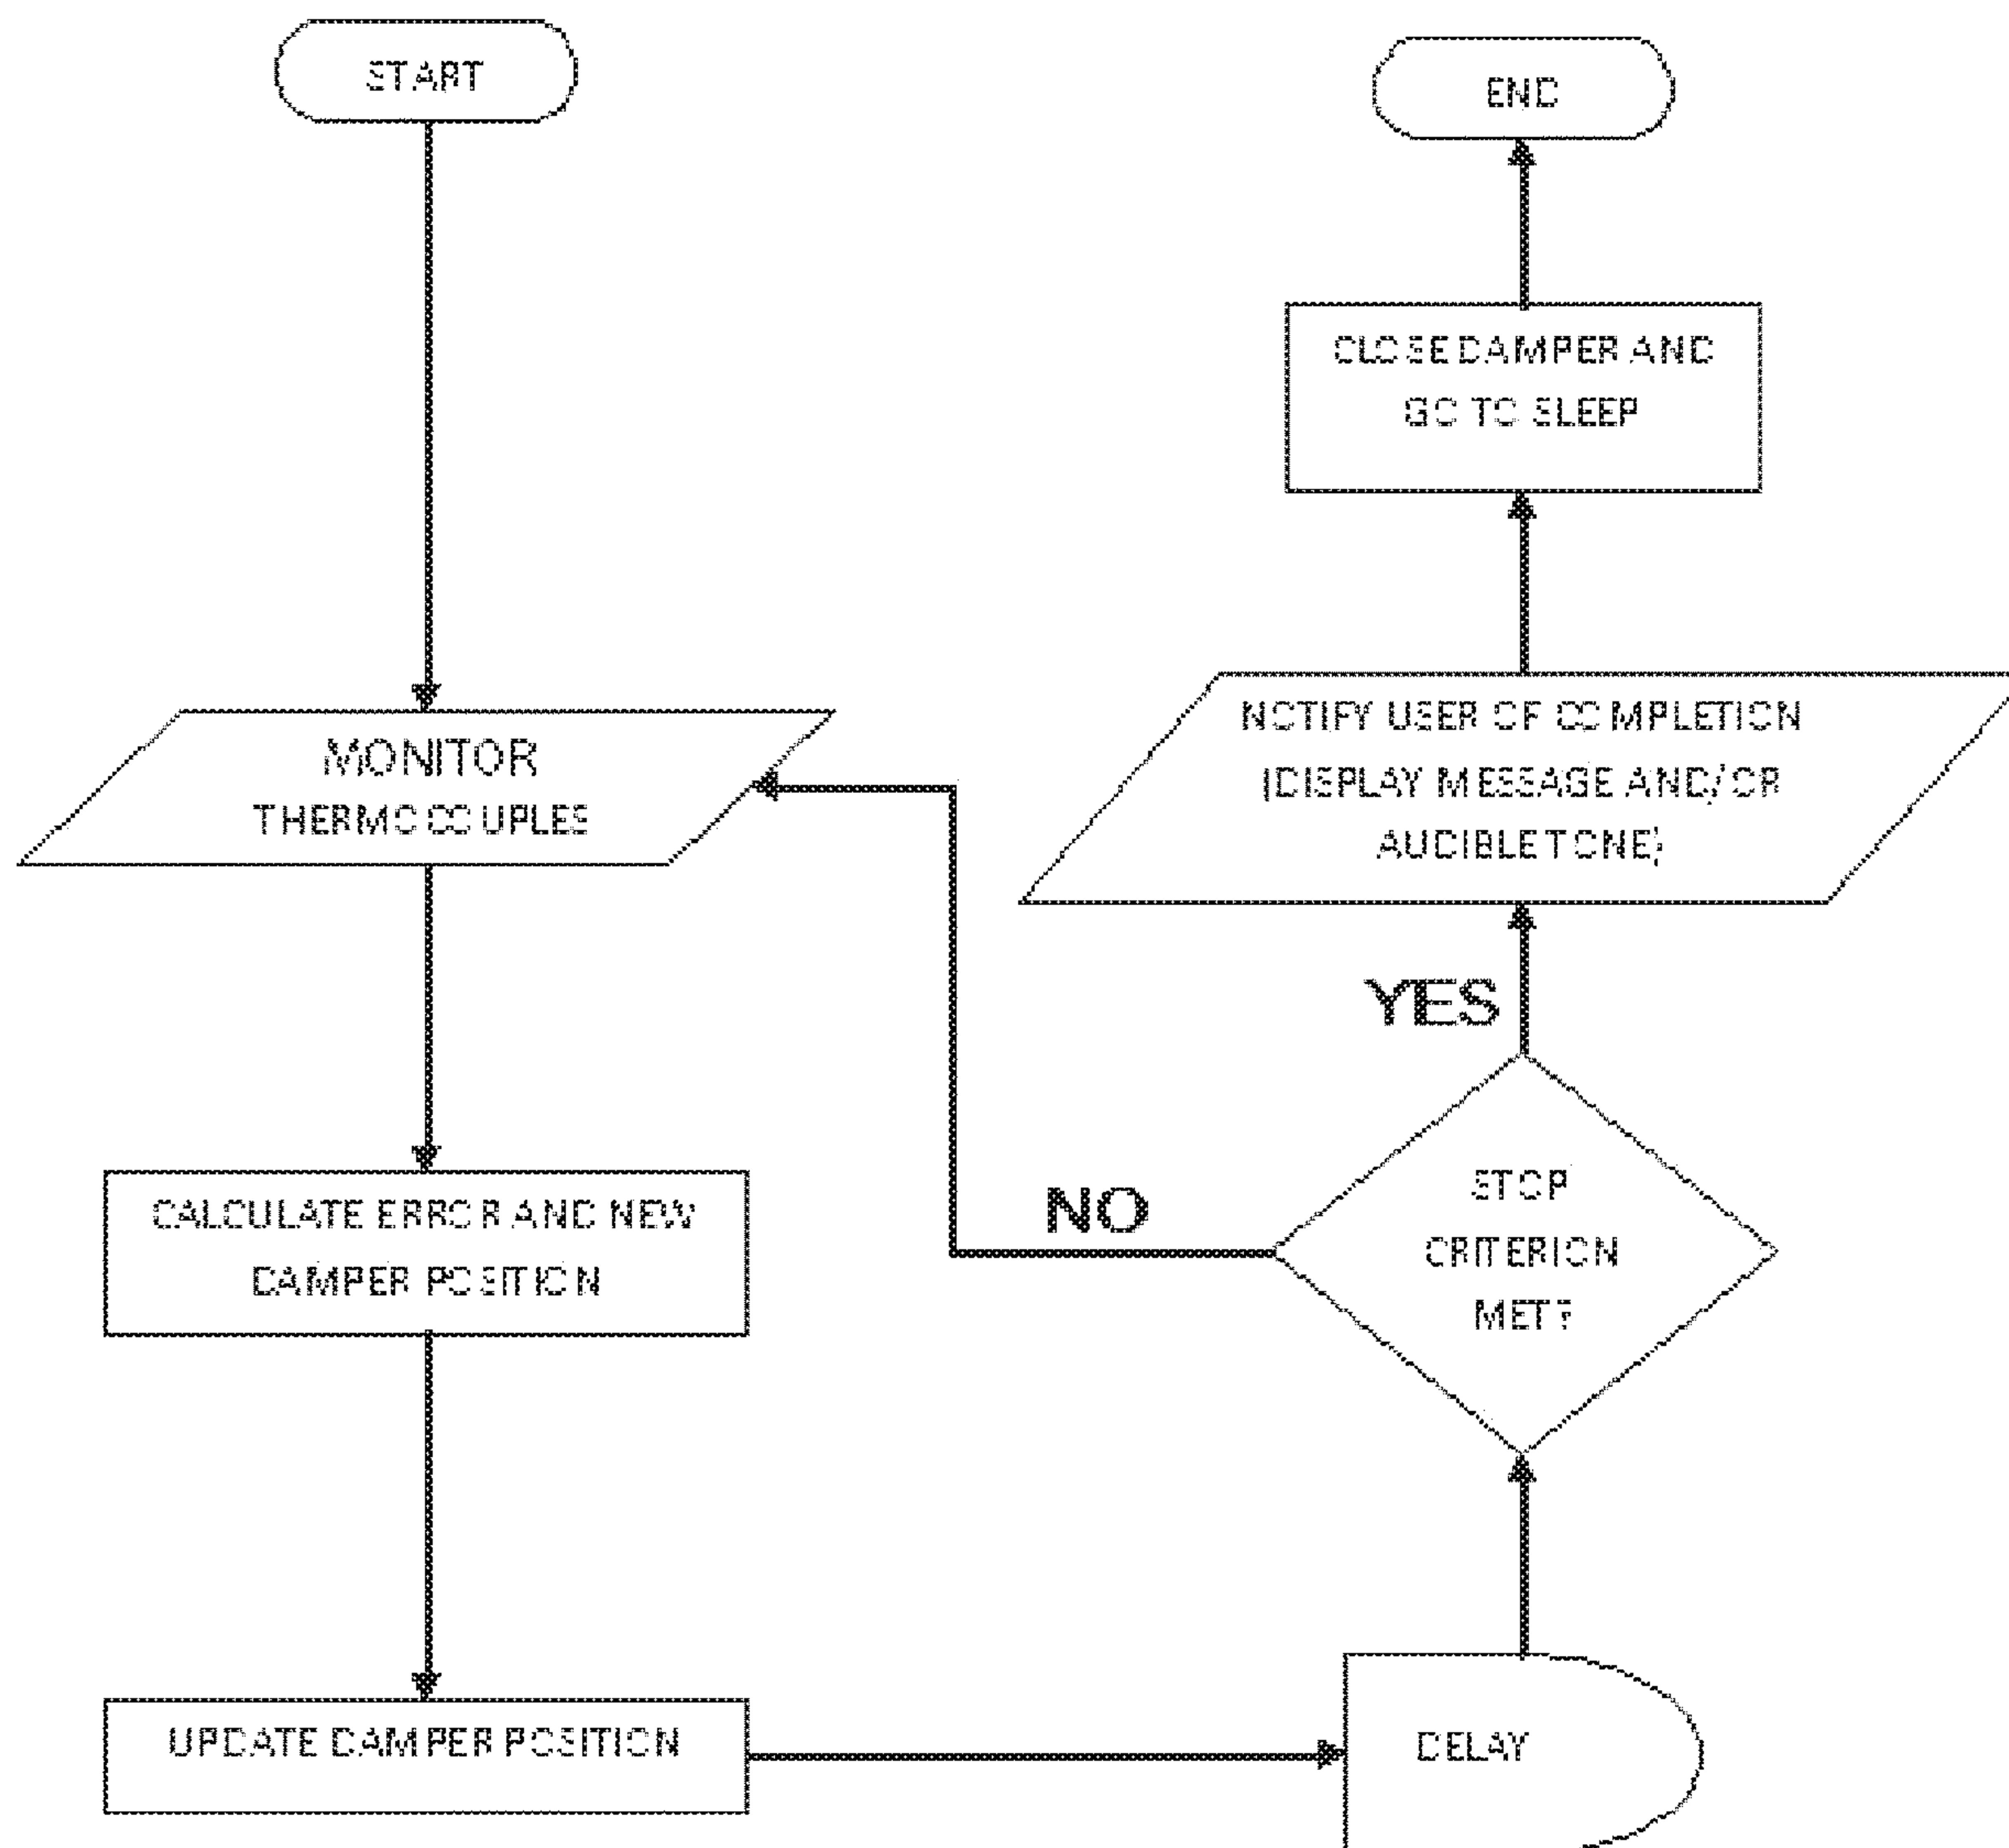 START
MONITOR
THERMOCOUPLES
CALCULATE ERROR AND NEW
DAMPER POSITION
UPDATE DAMPER POSITION
DELAY
STOP
CRITERION
MET?
NO
YES
NOTIFY USER OF COMPLETION
(DISPLAY MESSAGE AND/OR
AUDIBLE TONE)
CLOSE DAMPER AND
GO TO SLEEP
END